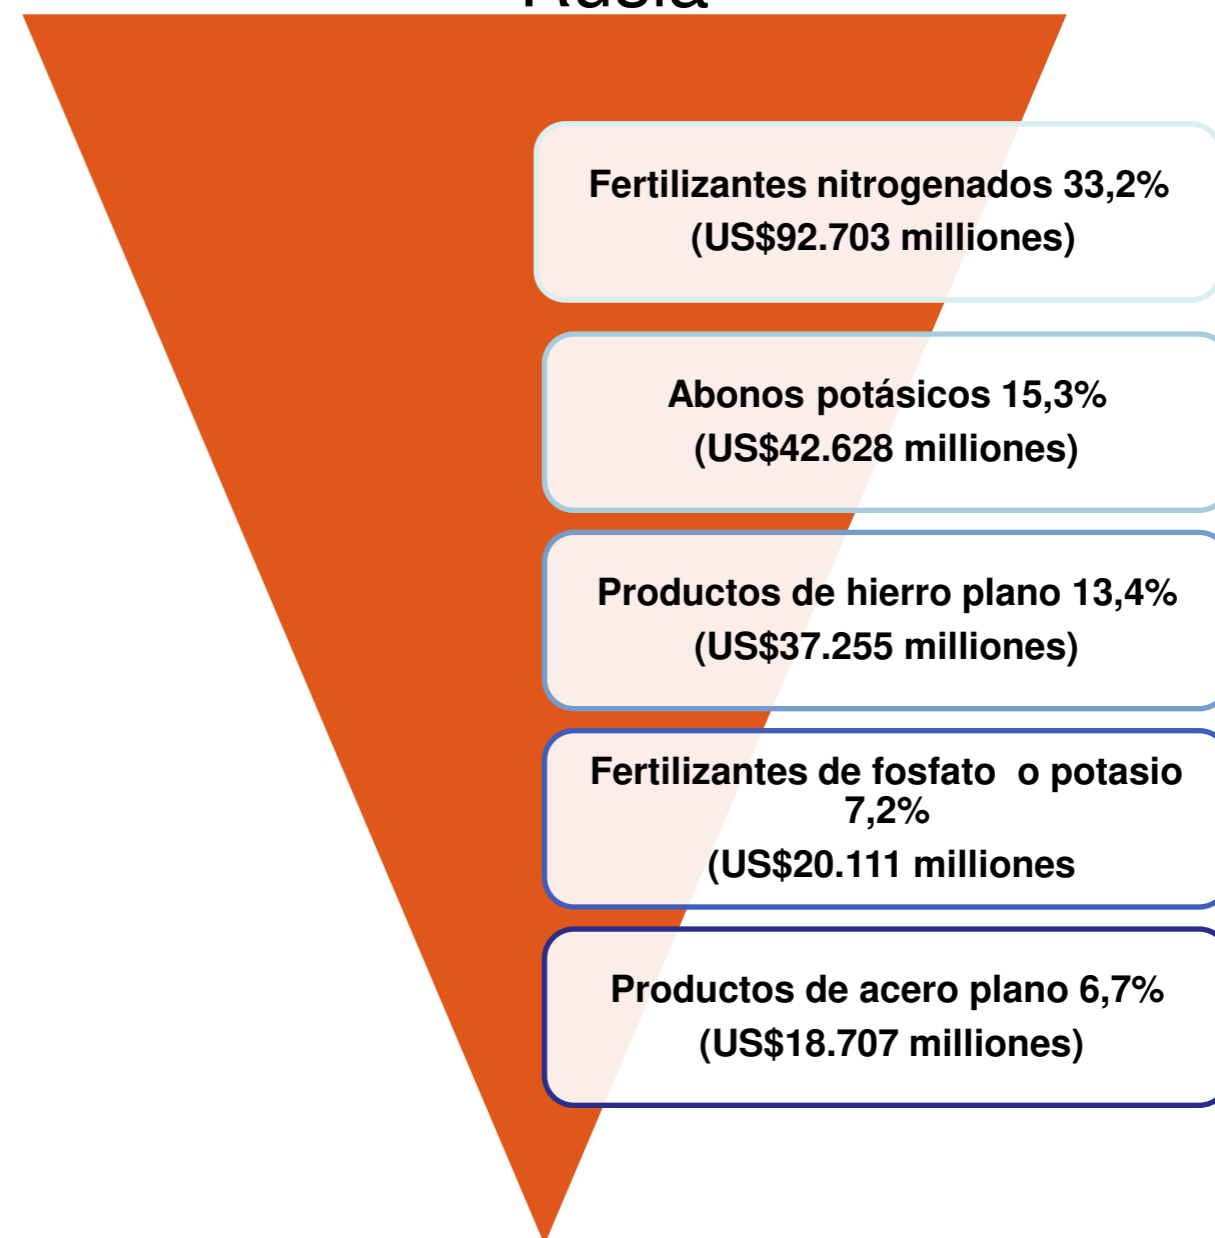 Rusia
Fertilizantes nitrogenados 33,2%
(US$92.703 milliones)
Abonos potásicos 15,3%
(US$42.628 milliones)
Productos de hierro plano 13,4%
(US$37.255 milliones)
Fertilizantes de fosfato  o potasio
7,2%
(US$20.111 milliones
Productos de acero plano 6,7%
(US$18.707 milliones)